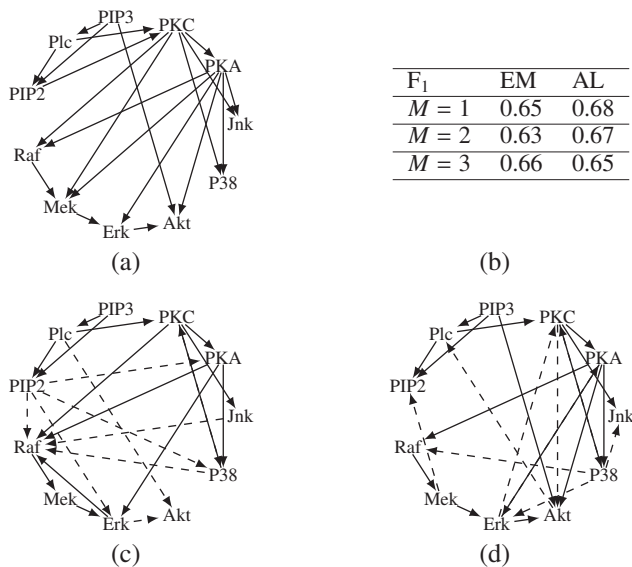 PIP3
PKC
Plc
PKA
PIP2
Jnk
Raf
P38
Mek
Akt
Erk
(a)
F1 EM AL
M = 1 0.65 0.68
M = 2 0.63 0.67
M = 3 0.66 0.65
(b)
PIP3
PKC
Plc
PKA
PIP2
Jnk
Raf
P38
Mek
Akt
Erk
(c)
PIP3
PKC
Plc
PKA
PIP2
Jnk
Raf
P38
Mek
Akt
Erk
(d)